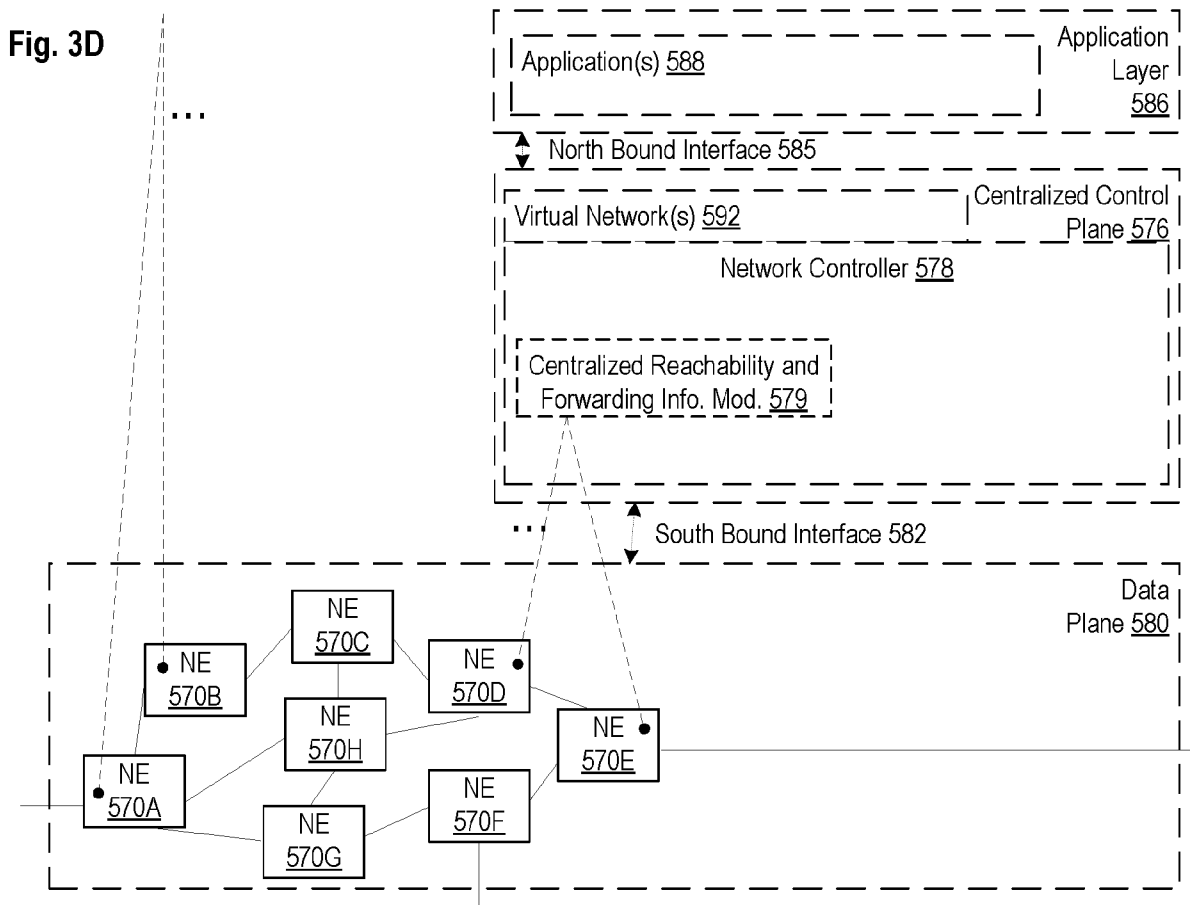 Fig. 3D
Application(s) 588
Application
Layer
586
...
North Bound Interface 585
Virtual Network(s) 592
Centralized Control
Plane 576
Network Controller 578
Centralized Reachability and
Forwarding Info. Mod. 579
...
South Bound Interface 582
Data
Plane 580
NE
570C
NE
570B
NE
570D
NE
570H
NE
570E
NE
570A
NE
570F
NE
570G